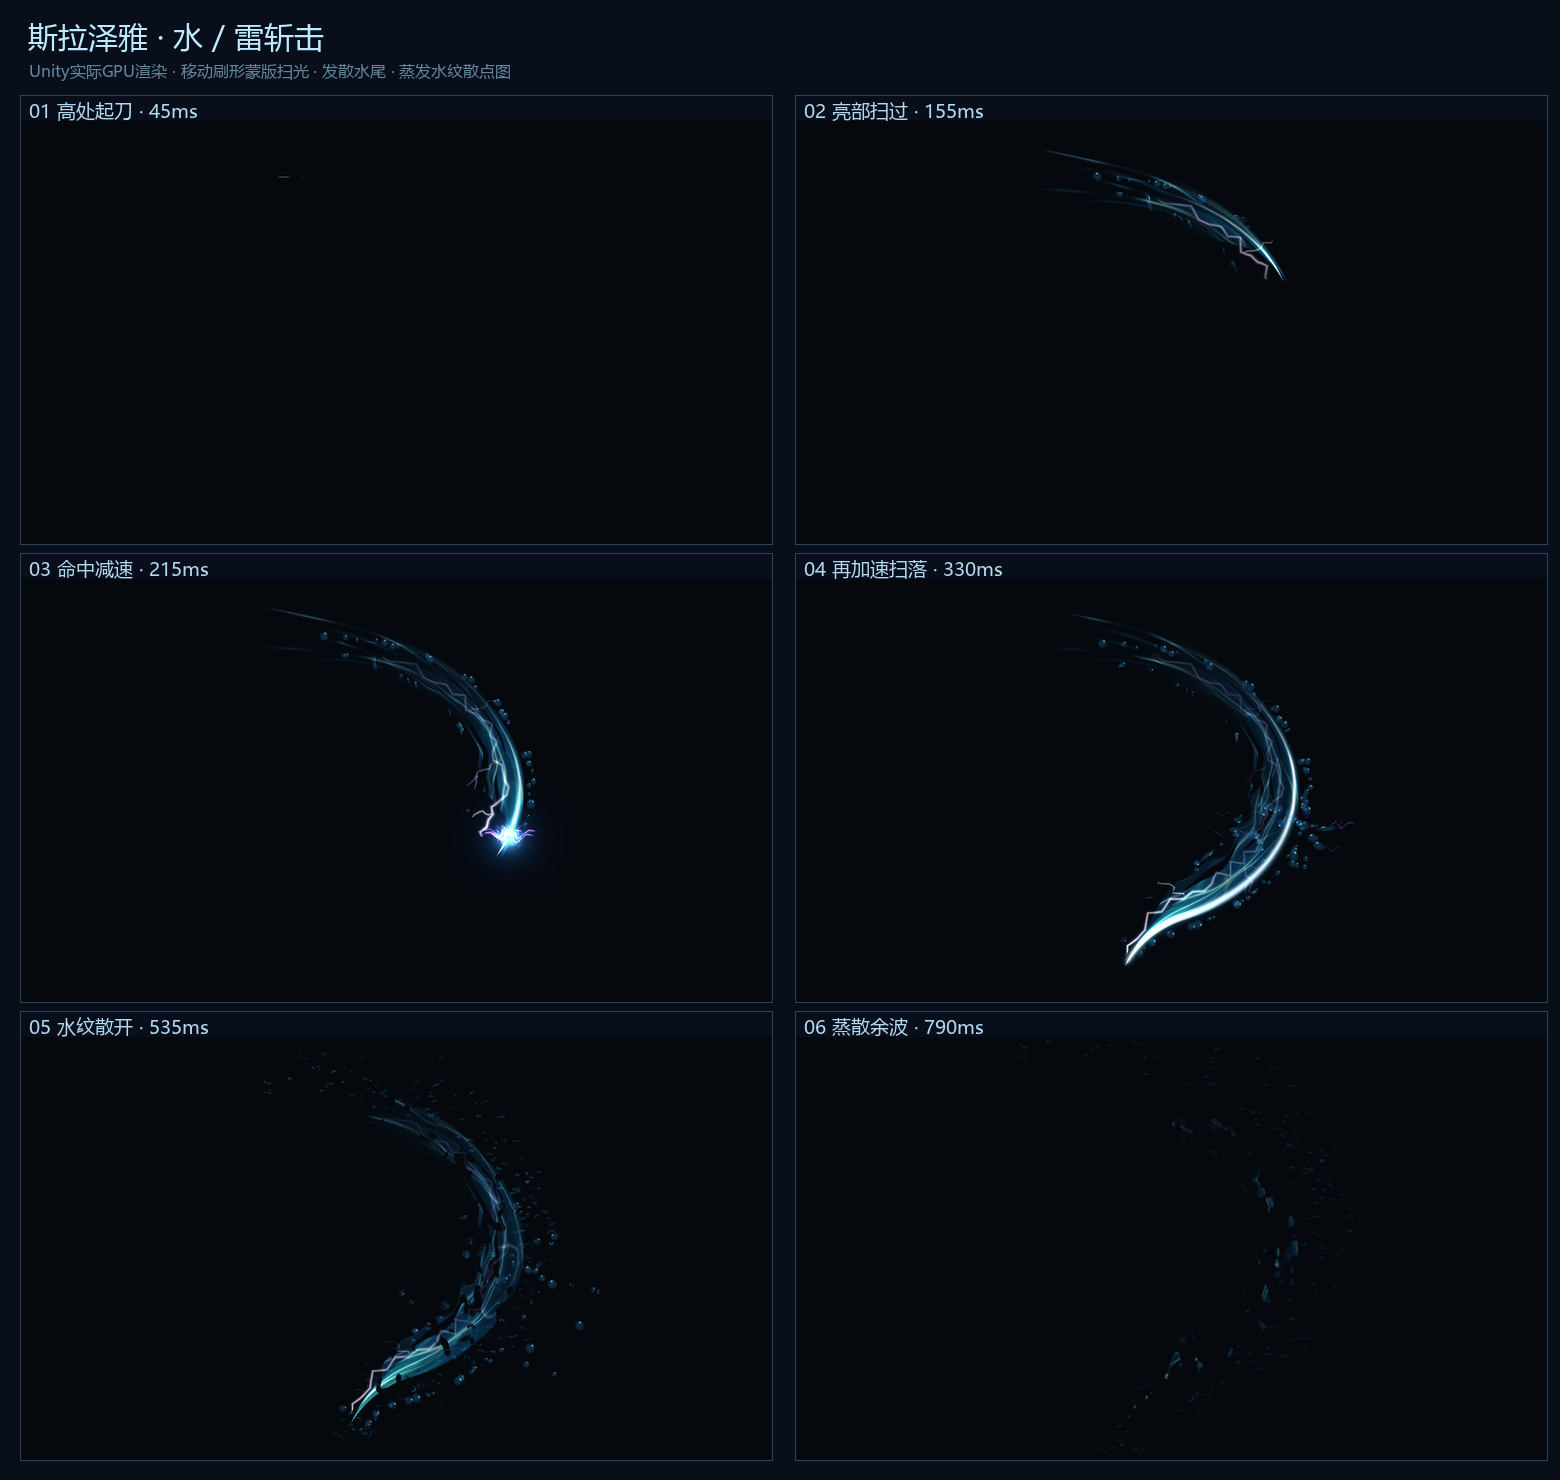 斯拉泽雅 · 水 / 雷斩击
Unity实际GPU渲染 · 移动刷形蒙版扫光 · 发散水尾 · 蒸发水纹散点图
01 高处起刀 · 45ms
02 亮部扫过 · 155ms
03 命中减速 · 215ms
04 再加速扫落 · 330ms
05 水纹散开 · 535ms
06 蒸散余波 · 790ms